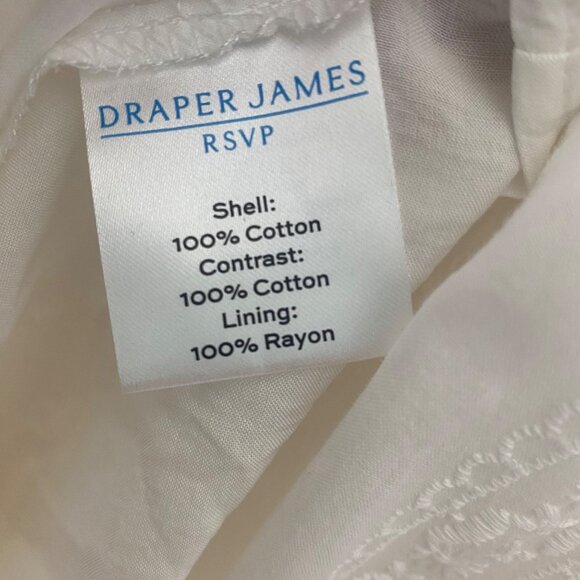 DRAPER JAMES
RSVP
Shell:
100% Cotton
Contrast:
100% Cotton
Lining:
100% Rayon